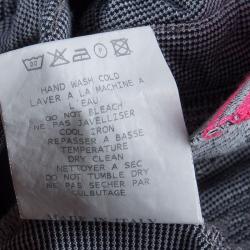 HAND WASH COLD
LAVER A LA MACHINE A
L'EAU
DO NOT BLEACH
NE PAS JAVELLISER
COOL IRON
REPASSER A BASSE
TEMPERATURE
DRY CLEAN
NETTOYER A SEC
DO NOT TUMBLE DRY
NE PAS SECHER PAR
CULBUTAGE